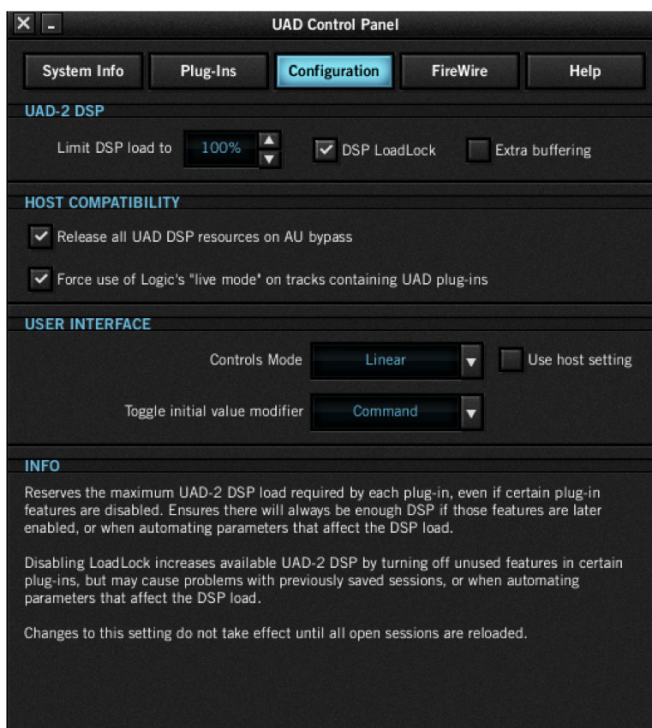 UAD Control Panel
System Info Plug-Ins Configuration FireWire Help
UAD-2 DSP
Limit DSP load to 100% DSP LoadLock Extra buffering
HOST COMPATIBILITY
Release all UAD DSP resources on AU bypass
Force use of Logic's "live mode" on tracks containing UAD plug-ins
USER INTERFACE
Controls Mode Linear Use host setting
Toggle initial value modifier Command
INFO
Reserves the maximum UAD-2 DSP load required by each plug-in, even if certain plug-in
features are disabled. Ensures there will always be enough DSP if those features are later
enabled, or when automating parameters that affect the DSP load.
Disabling LoadLock increases available UAD-2 DSP by turning off unused features in certain
plug-ins, but may cause problems with previously saved sessions, or when automating
parameters that affect the DSP load.
Changes to this setting do not take effect until all open sessions are reloaded.